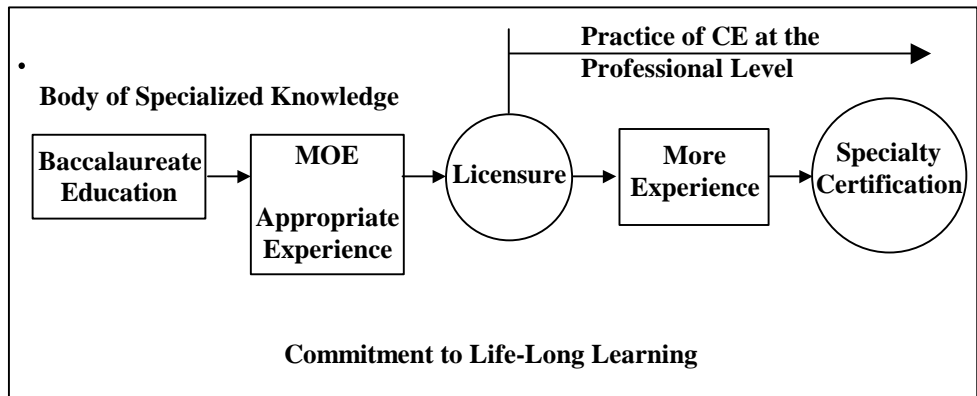 Practice of CE at the
Professional Level
Body of Specialized Knowledge
Baccalaureate
Education
MOE
Appropriate
Experience
Licensure
More
Experience
Specialty
Certification
Commitment to Life-Long Learning